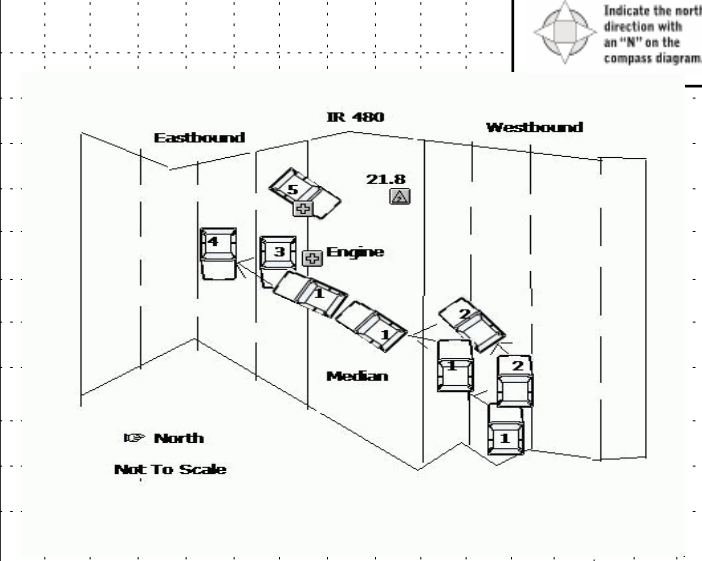 Indicate the north
direction with
an "N" on the
compass diagram.
IR 480
Eastbound
Westbound
21.8
5
4
3
Engine
1
1
2
1
2
1
Median
North
Not To Scale